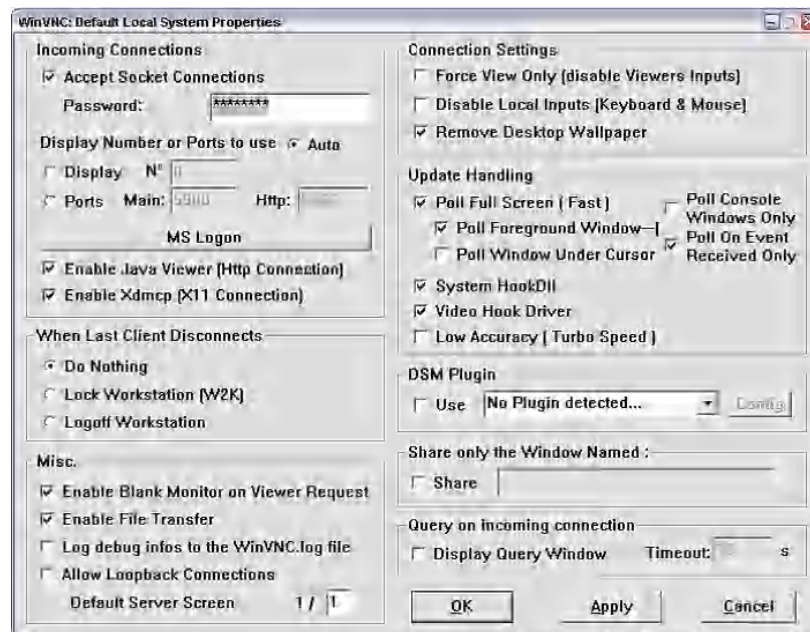 WinVNC: Default Local System Properties
Incoming Connections
Accept Socket Connections
Password: ********
Display Number or Ports to use Auto
Display N° 0
Ports Main: 5900 Http:
MS Logon
Enable Java Viewer (Http Connection)
Enable Xdmcp (X11 Connection)
When Last Client Disconnects
Do Nothing
Lock Workstation (W2K)
Logoff Workstation
Misc.
Enable Blank Monitor on Viewer Request
Enable File Transfer
Log debug infos to the WinVNC.log file
Allow Loopback Connections
Default Server Screen 1 / 1
Connection Settings
Force View Only (disable Viewers Inputs)
Disable Local Inputs (Keyboard & Mouse)
Remove Desktop Wallpaper
Update Handling
Poll Full Screen ( Fast )
Poll Foreground Window
Poll Window Under Cursor
Poll Console
Windows Only
Poll On Event
Received Only
System HookDll
Video Hook Driver
Low Accuracy ( Turbo Speed )
DSM Plugin
Use No Plugin detected... Config
Share only the Window Named :
Share
Query on incoming connection
Display Query Window Timeout: s
OK Apply Cancel